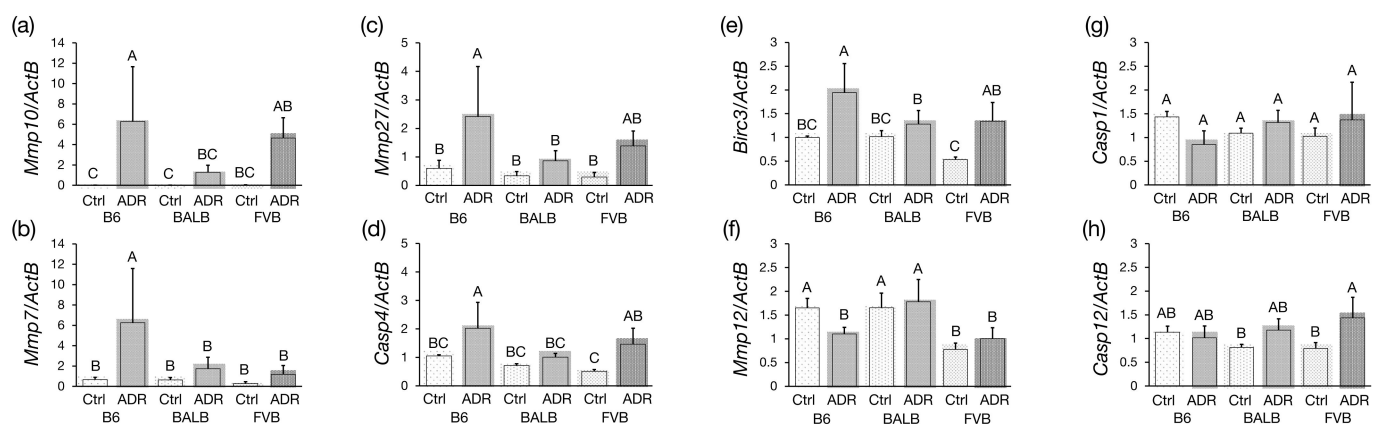 (a)
Mmp10/ActB
14
12
10
8
6
4
2
0
C A C BC BC AB
Ctrl ADR Ctrl ADR Ctrl ADR
B6 BALB FVB
(c)
Mmp27/ActB
5
4
3
2
1
0
B A B B B AB
Ctrl ADR Ctrl ADR Ctrl ADR
B6 BALB FVB
(e)
Birc3/ActB
3
2.5
2
1.5
1
0.5
0
BC A BC B C AB
Ctrl ADR Ctrl ADR Ctrl ADR
B6 BALB FVB
(g)
Casp1/ActB
3
2.5
2
1.5
1
0.5
0
A A A A A A
Ctrl ADR Ctrl ADR Ctrl ADR
B6 BALB FVB
(b)
Mmp7/ActB
14
12
10
8
6
4
2
0
B A B B B B
Ctrl ADR Ctrl ADR Ctrl ADR
B6 BALB FVB
(d)
Casp4/ActB
5
4
3
2
1
0
BC A BC BC C AB
Ctrl ADR Ctrl ADR Ctrl ADR
B6 BALB FVB
(f)
Mmp12/ActB
3
2.5
2
1.5
1
0.5
0
A B A A B B
Ctrl ADR Ctrl ADR Ctrl ADR
B6 BALB FVB
(h)
Casp12/ActB
3
2.5
2
1.5
1
0.5
0
AB AB B AB B A
Ctrl ADR Ctrl ADR Ctrl ADR
B6 BALB FVB